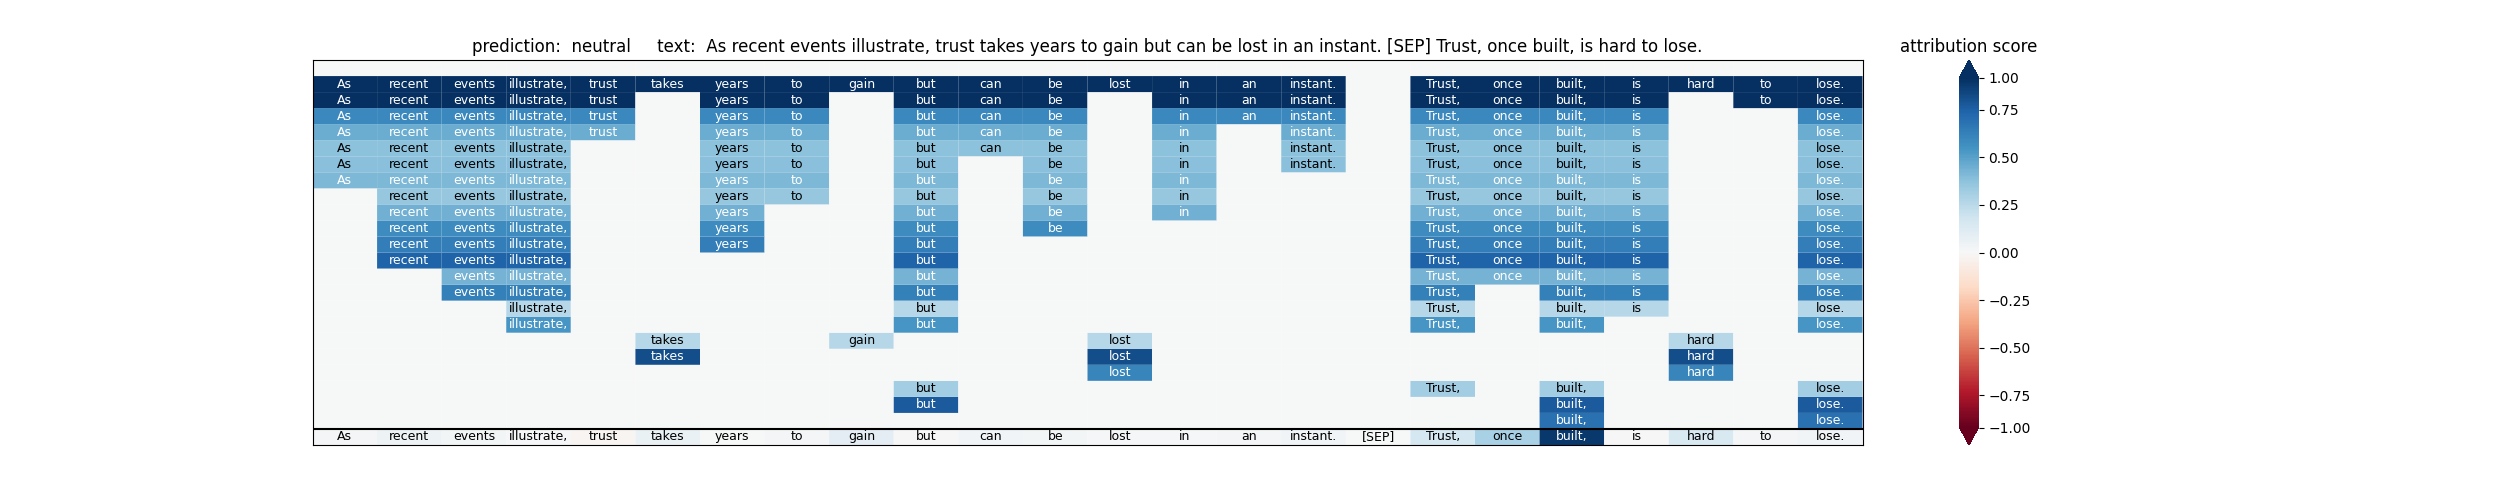 prediction:  neutral     text:  As recent events illustrate, trust takes years to gain but can be lost in an instant. [SEP] Trust, once built, is hard to lose.
attribution score
As recent events illustrate, trust takes years to gain but can be lost in an instant. Trust, once built, is hard to lose.
As recent events illustrate, trust years to but can be in an instant. Trust, once built, is to lose.
As recent events illustrate, trust years to but can be in an instant. Trust, once built, is lose.
As recent events illustrate, trust years to but can be in instant. Trust, once built, is lose.
As recent events illustrate, years to but can be in instant. Trust, once built, is lose.
As recent events illustrate, years to but be in instant. Trust, once built, is lose.
As recent events illustrate, years to but be in Trust, once built, is lose.
recent events illustrate, years to but be in Trust, once built, is lose.
recent events illustrate, years but be in Trust, once built, is lose.
recent events illustrate, years but be Trust, once built, is lose.
recent events illustrate, years but Trust, once built, is lose.
recent events illustrate, but Trust, once built, is lose.
events illustrate, but Trust, once built, is lose.
events illustrate, but Trust, built, is lose.
illustrate, but Trust, built, is lose.
illustrate, but Trust, built, lose.
takes gain lost hard
takes lost hard
lost hard
but Trust, built, lose.
but built, lose.
built, lose.
As recent events illustrate, trust takes years to gain but can be lost in an instant. [SEP] Trust, once built, is hard to lose.
1.00
0.75
0.50
0.25
0.00
−0.25
−0.50
−0.75
−1.00